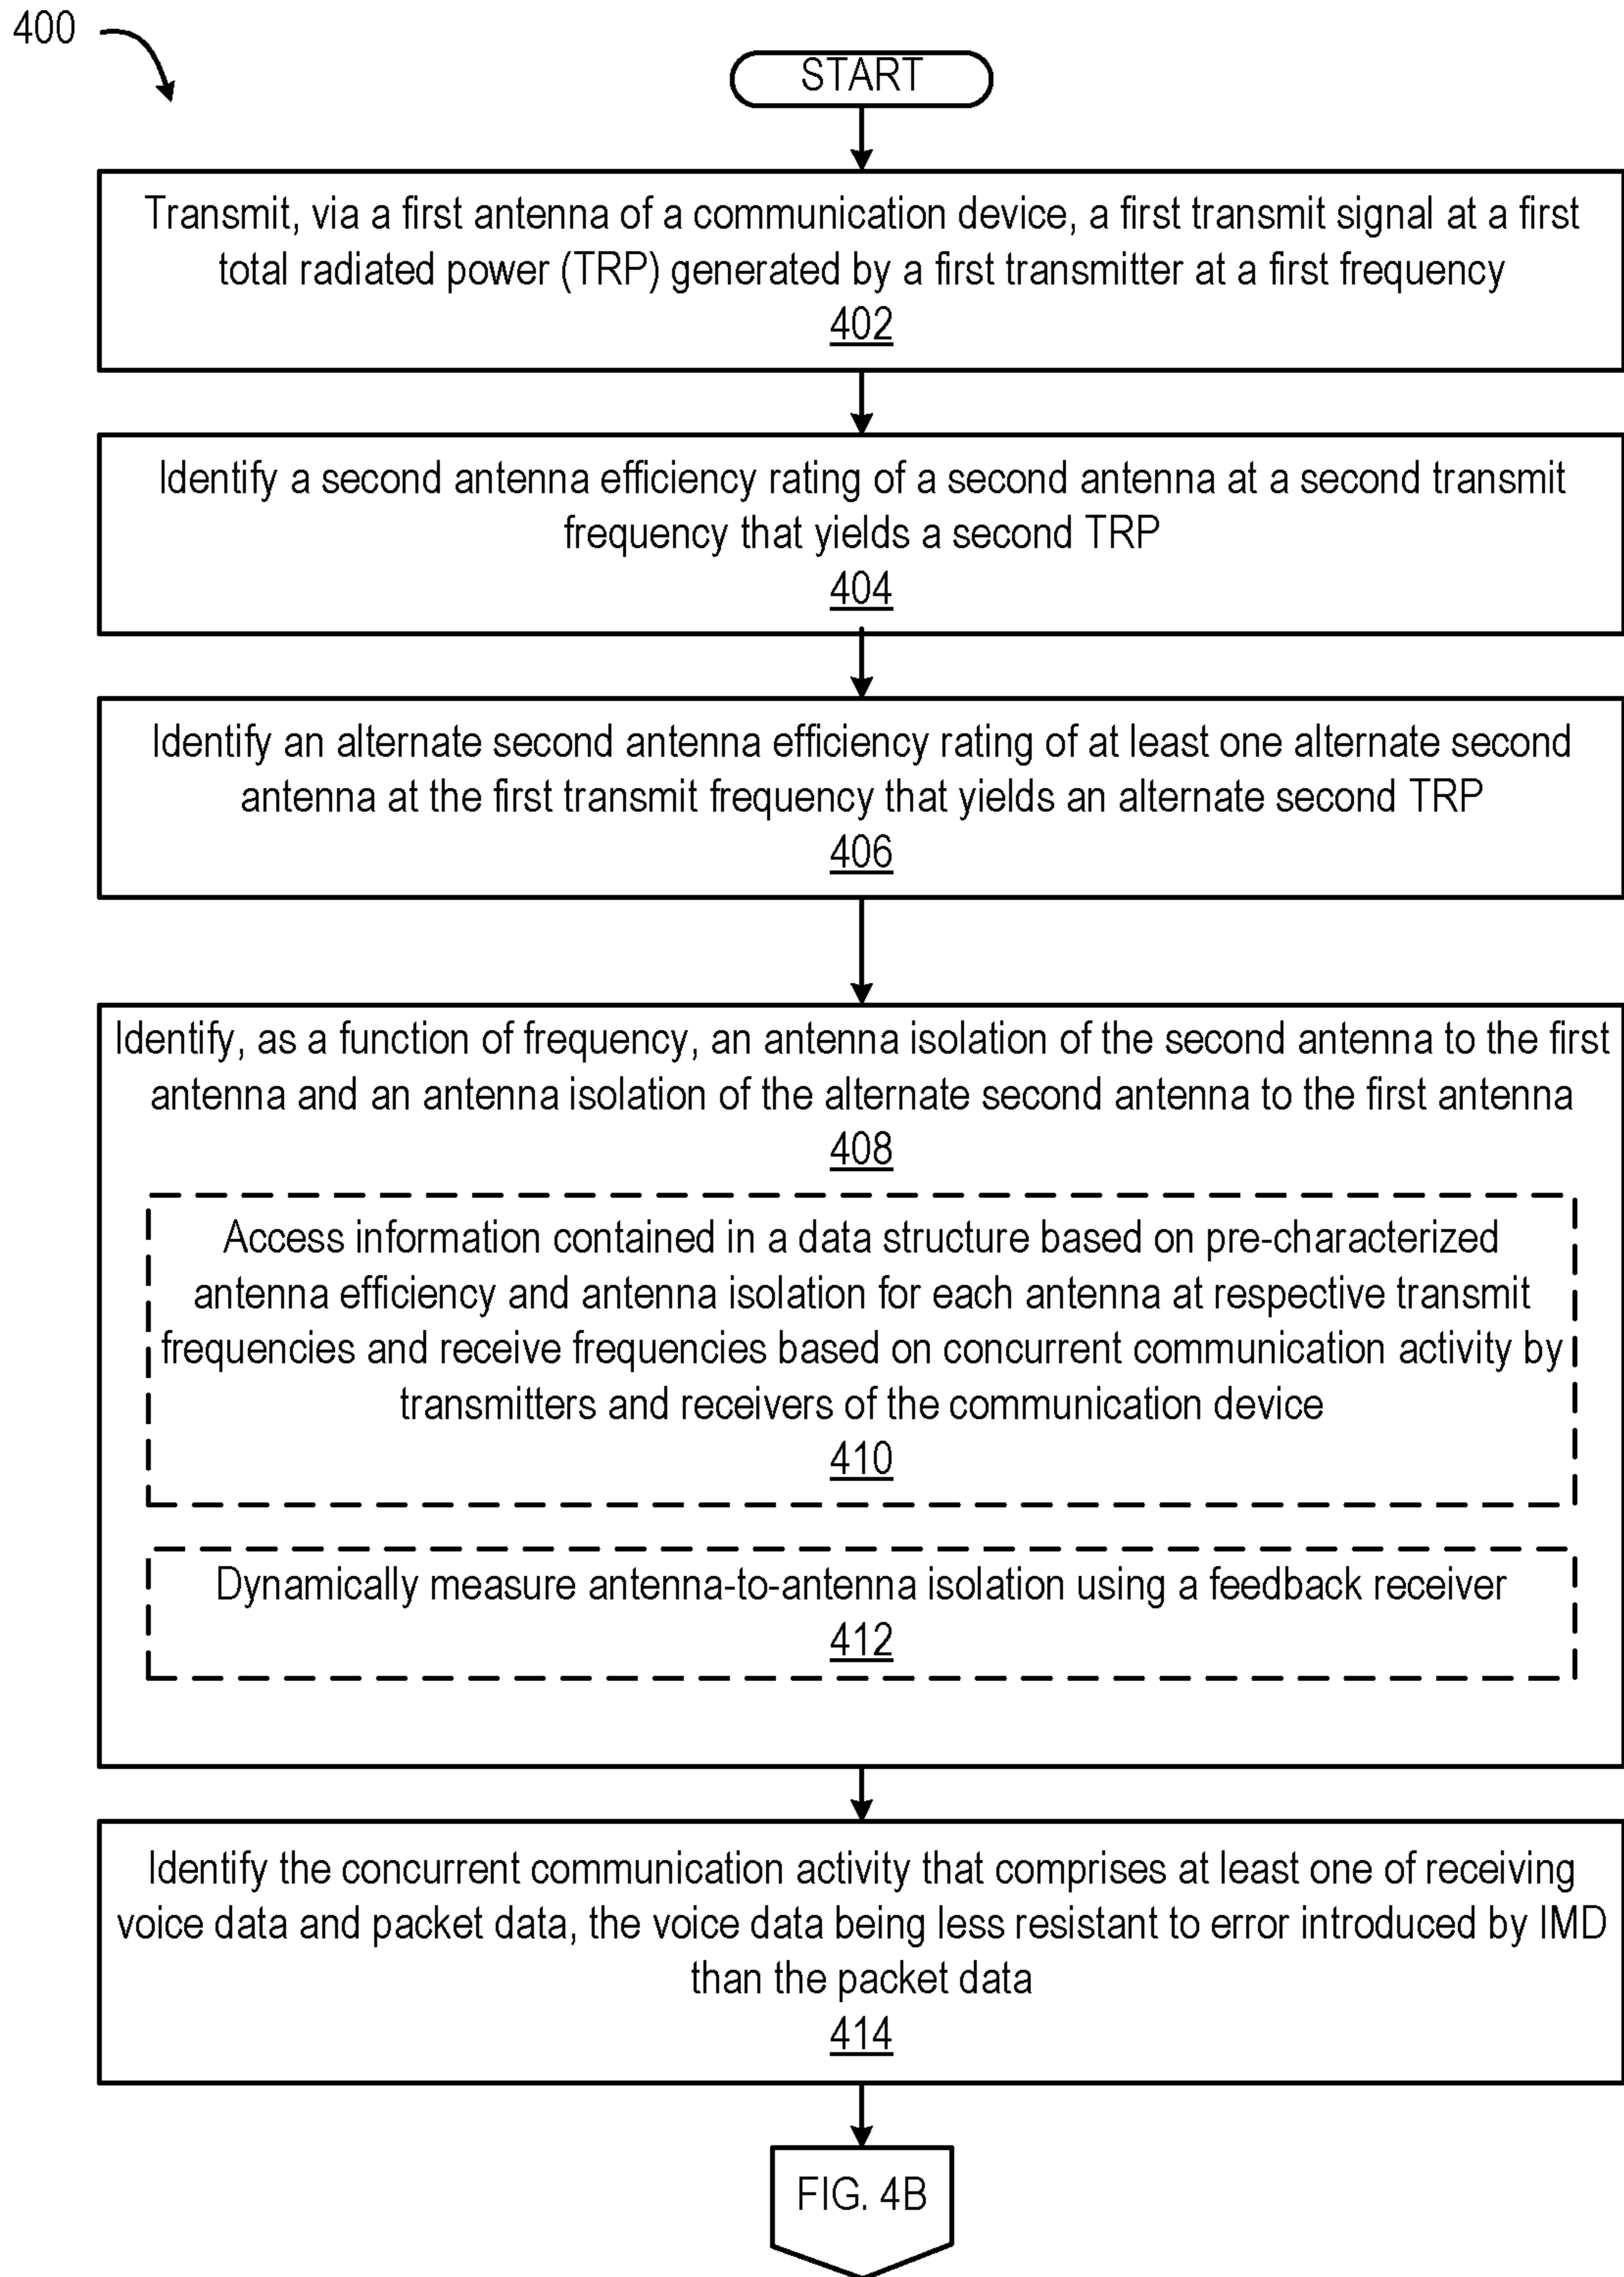 400
START
Transmit, via a first antenna of a communication device, a first transmit signal at a first
total radiated power (TRP) generated by a first transmitter at a first frequency
402
Identify a second antenna efficiency rating of a second antenna at a second transmit
frequency that yields a second TRP
404
Identify an alternate second antenna efficiency rating of at least one alternate second
antenna at the first transmit frequency that yields an alternate second TRP
406
Identify, as a function of frequency, an antenna isolation of the second antenna to the first
antenna and an antenna isolation of the alternate second antenna to the first antenna
408
Access information contained in a data structure based on pre-characterized
antenna efficiency and antenna isolation for each antenna at respective transmit
frequencies and receive frequencies based on concurrent communication activity by
transmitters and receivers of the communication device
410
Dynamically measure antenna-to-antenna isolation using a feedback receiver
412
Identify the concurrent communication activity that comprises at least one of receiving
voice data and packet data, the voice data being less resistant to error introduced by IMD
than the packet data
414
FIG. 4B